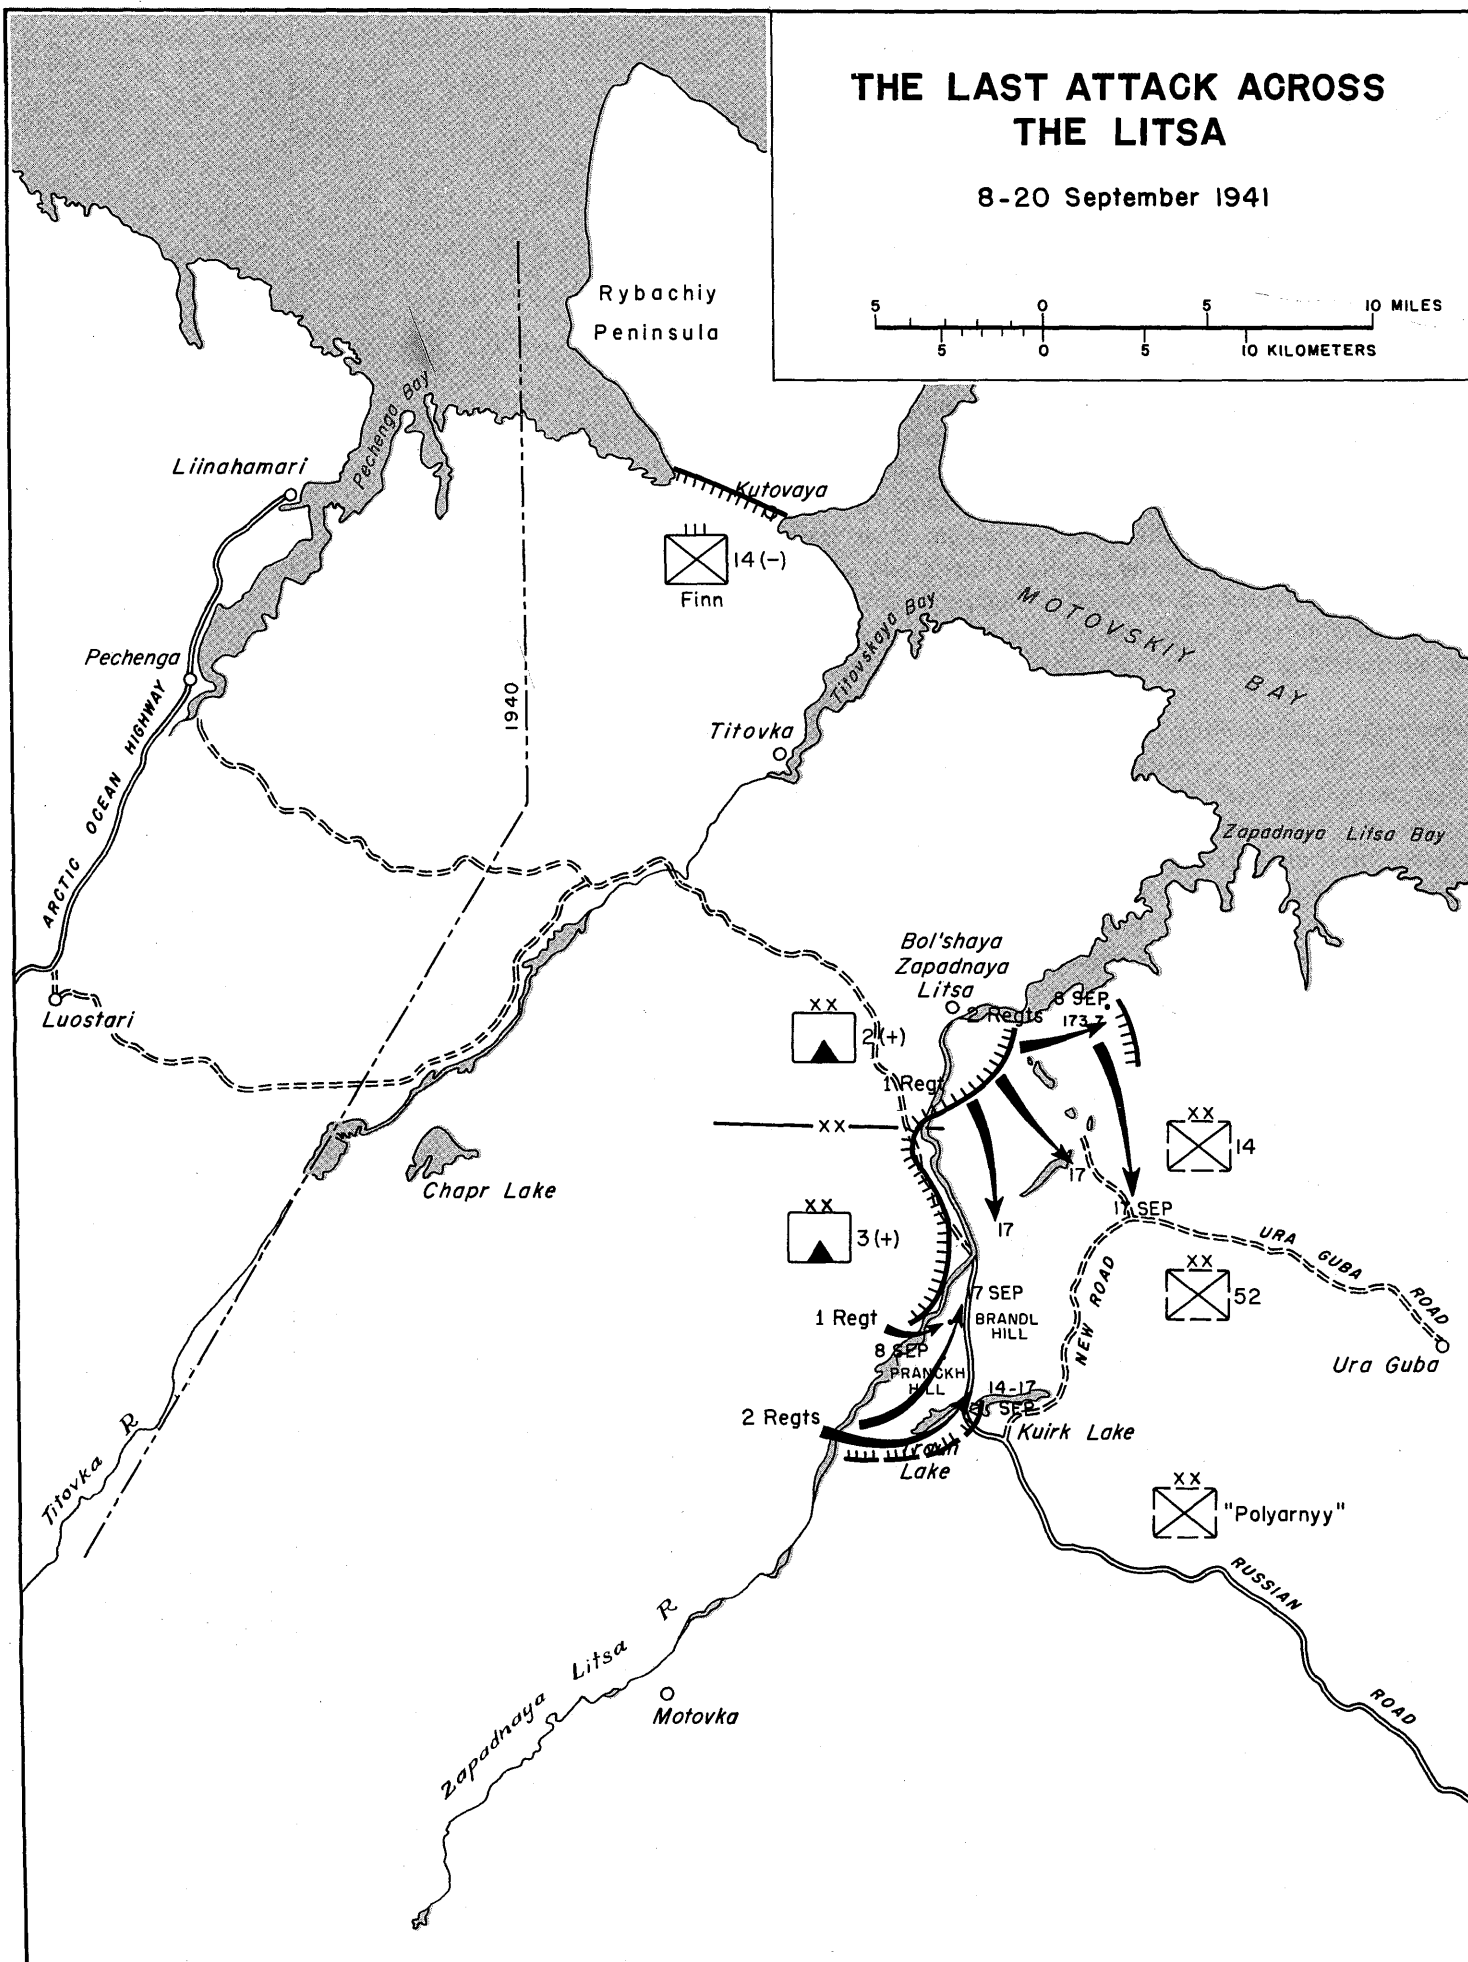 THE LAST ATTACK ACROSS
THE LITSA
8-20 September 1941
5 0 5 10 MILES
5 0 5 10 KILOMETERS
Rybachiy
Peninsula
Pechenga Bay
Liinahamari
Kutovaya
14(-)
Finn
MOTOVSKIY
BAY
Titovskaya Bay
Pechenga
1940
ARCTIC OCEAN HIGHWAY
Titovka
Zapadnaya Litsa Bay
Bol'shaya
Zapadnaya
Litsa
Luostari
XX
2(+)
2 Regts
8 SEP
173.7
1 Regt
XX
XX
14
Chapr Lake
17
17 SEP
XX
3(+)
17
URA GUBA ROAD
XX
52
NEW ROAD
17 SEP
BRANDL
HILL
1 Regt
8 SEP
PRANCKH
HILL
Ura Guba
14-17
SEP
2 Regts
Kuirk Lake
Lake
Titovka R
XX
"Polyarnyy"
RUSSIAN ROAD
Zapadnaya Litsa R
Motovka